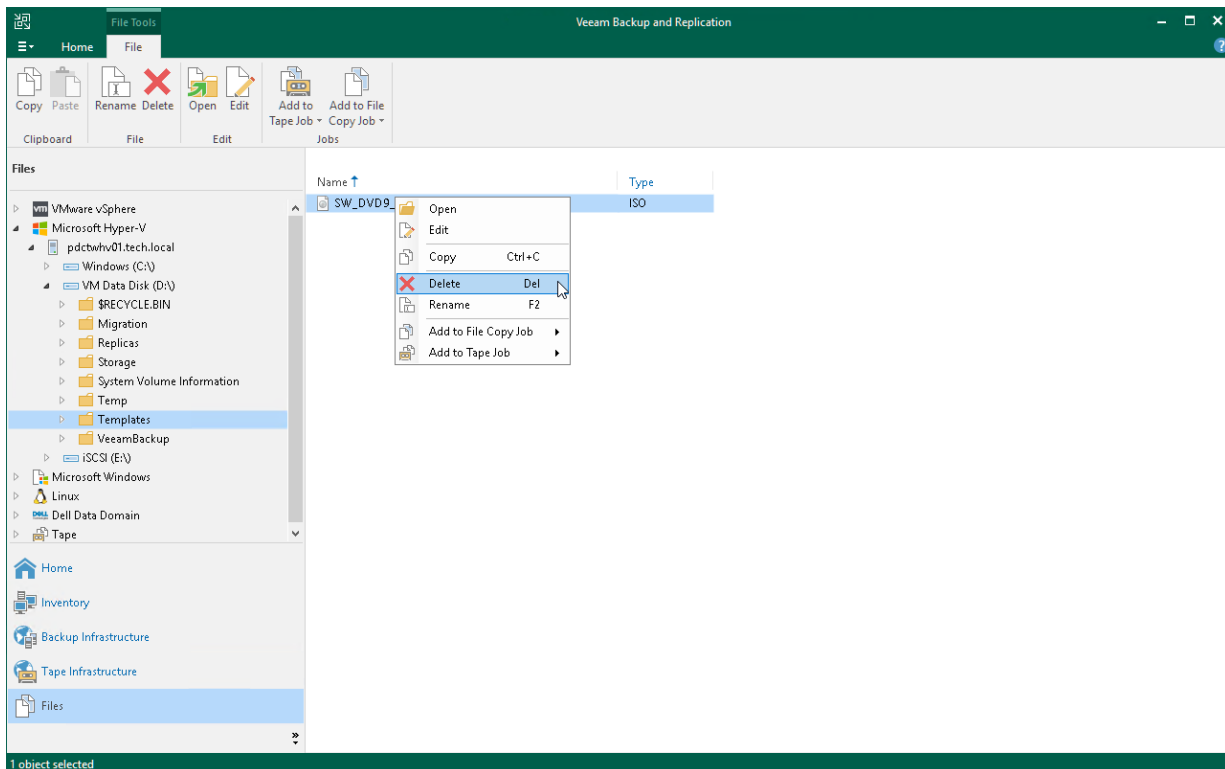 File Tools
Veeam Backup and Replication
Home
File
Copy
Paste
Rename
Delete
Open
Edit
Add to
Tape Job
Add to File
Copy Job
Clipboard
File
Edit
Jobs
Files
VMware vSphere
Microsoft Hyper-V
pdctwhv01.tech.local
Windows (C:\)
VM Data Disk (D:\)
$RECYCLE.BIN
Migration
Replicas
Storage
System Volume Information
Temp
Templates
VeeamBackup
iSCSI (E:\)
Microsoft Windows
Linux
DELL Dell Data Domain
Tape
Home
Inventory
Backup Infrastructure
Tape Infrastructure
Files
Name
Type
SW_DVD9_
ISO
Open
Edit
Copy Ctrl+C
Delete Del
Rename F2
Add to File Copy Job
Add to Tape Job
1 object selected